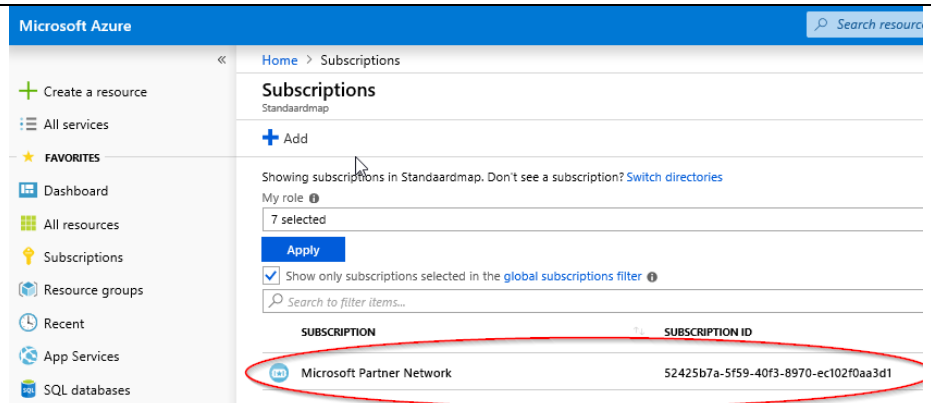 Microsoft Azure
Search resourc
Home > Subscriptions
Create a resource
All services
FAVORITES
Dashboard
All resources
Subscriptions
Resource groups
Recent
App Services
SQL databases
Subscriptions
Standaardmap
Add
Showing subscriptions in Standaardmap. Don't see a subscription? Switch directories
My role
7 selected
Apply
Show only subscriptions selected in the global subscriptions filter
Search to filter items...
SUBSCRIPTION SUBSCRIPTION ID
Microsoft Partner Network 52425b7a-5f59-40f3-8970-ec102f0aa3d1